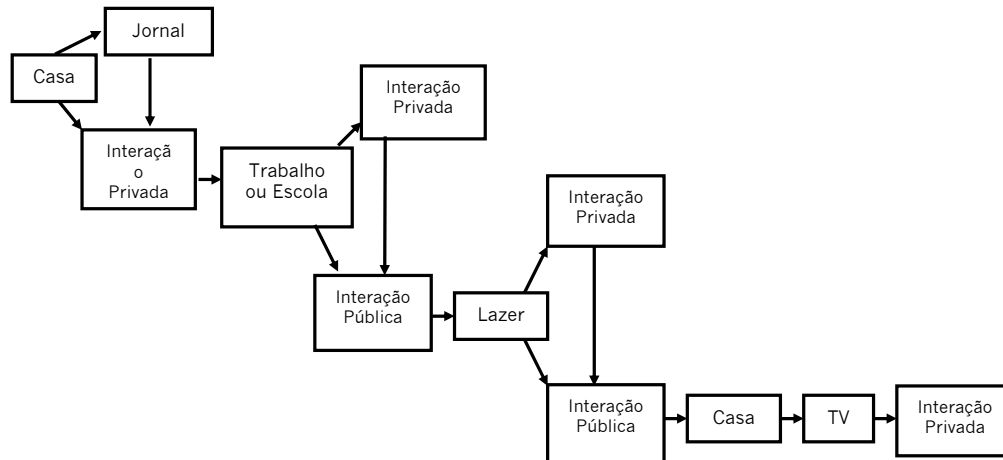 Jornal
Casa
Interaçã
o
Privada
Trabalho
ou Escola
Interação
Privada
Interação
Pública
Lazer
Interação
Privada
Interação
Pública
Casa
TV
Interação
Privada